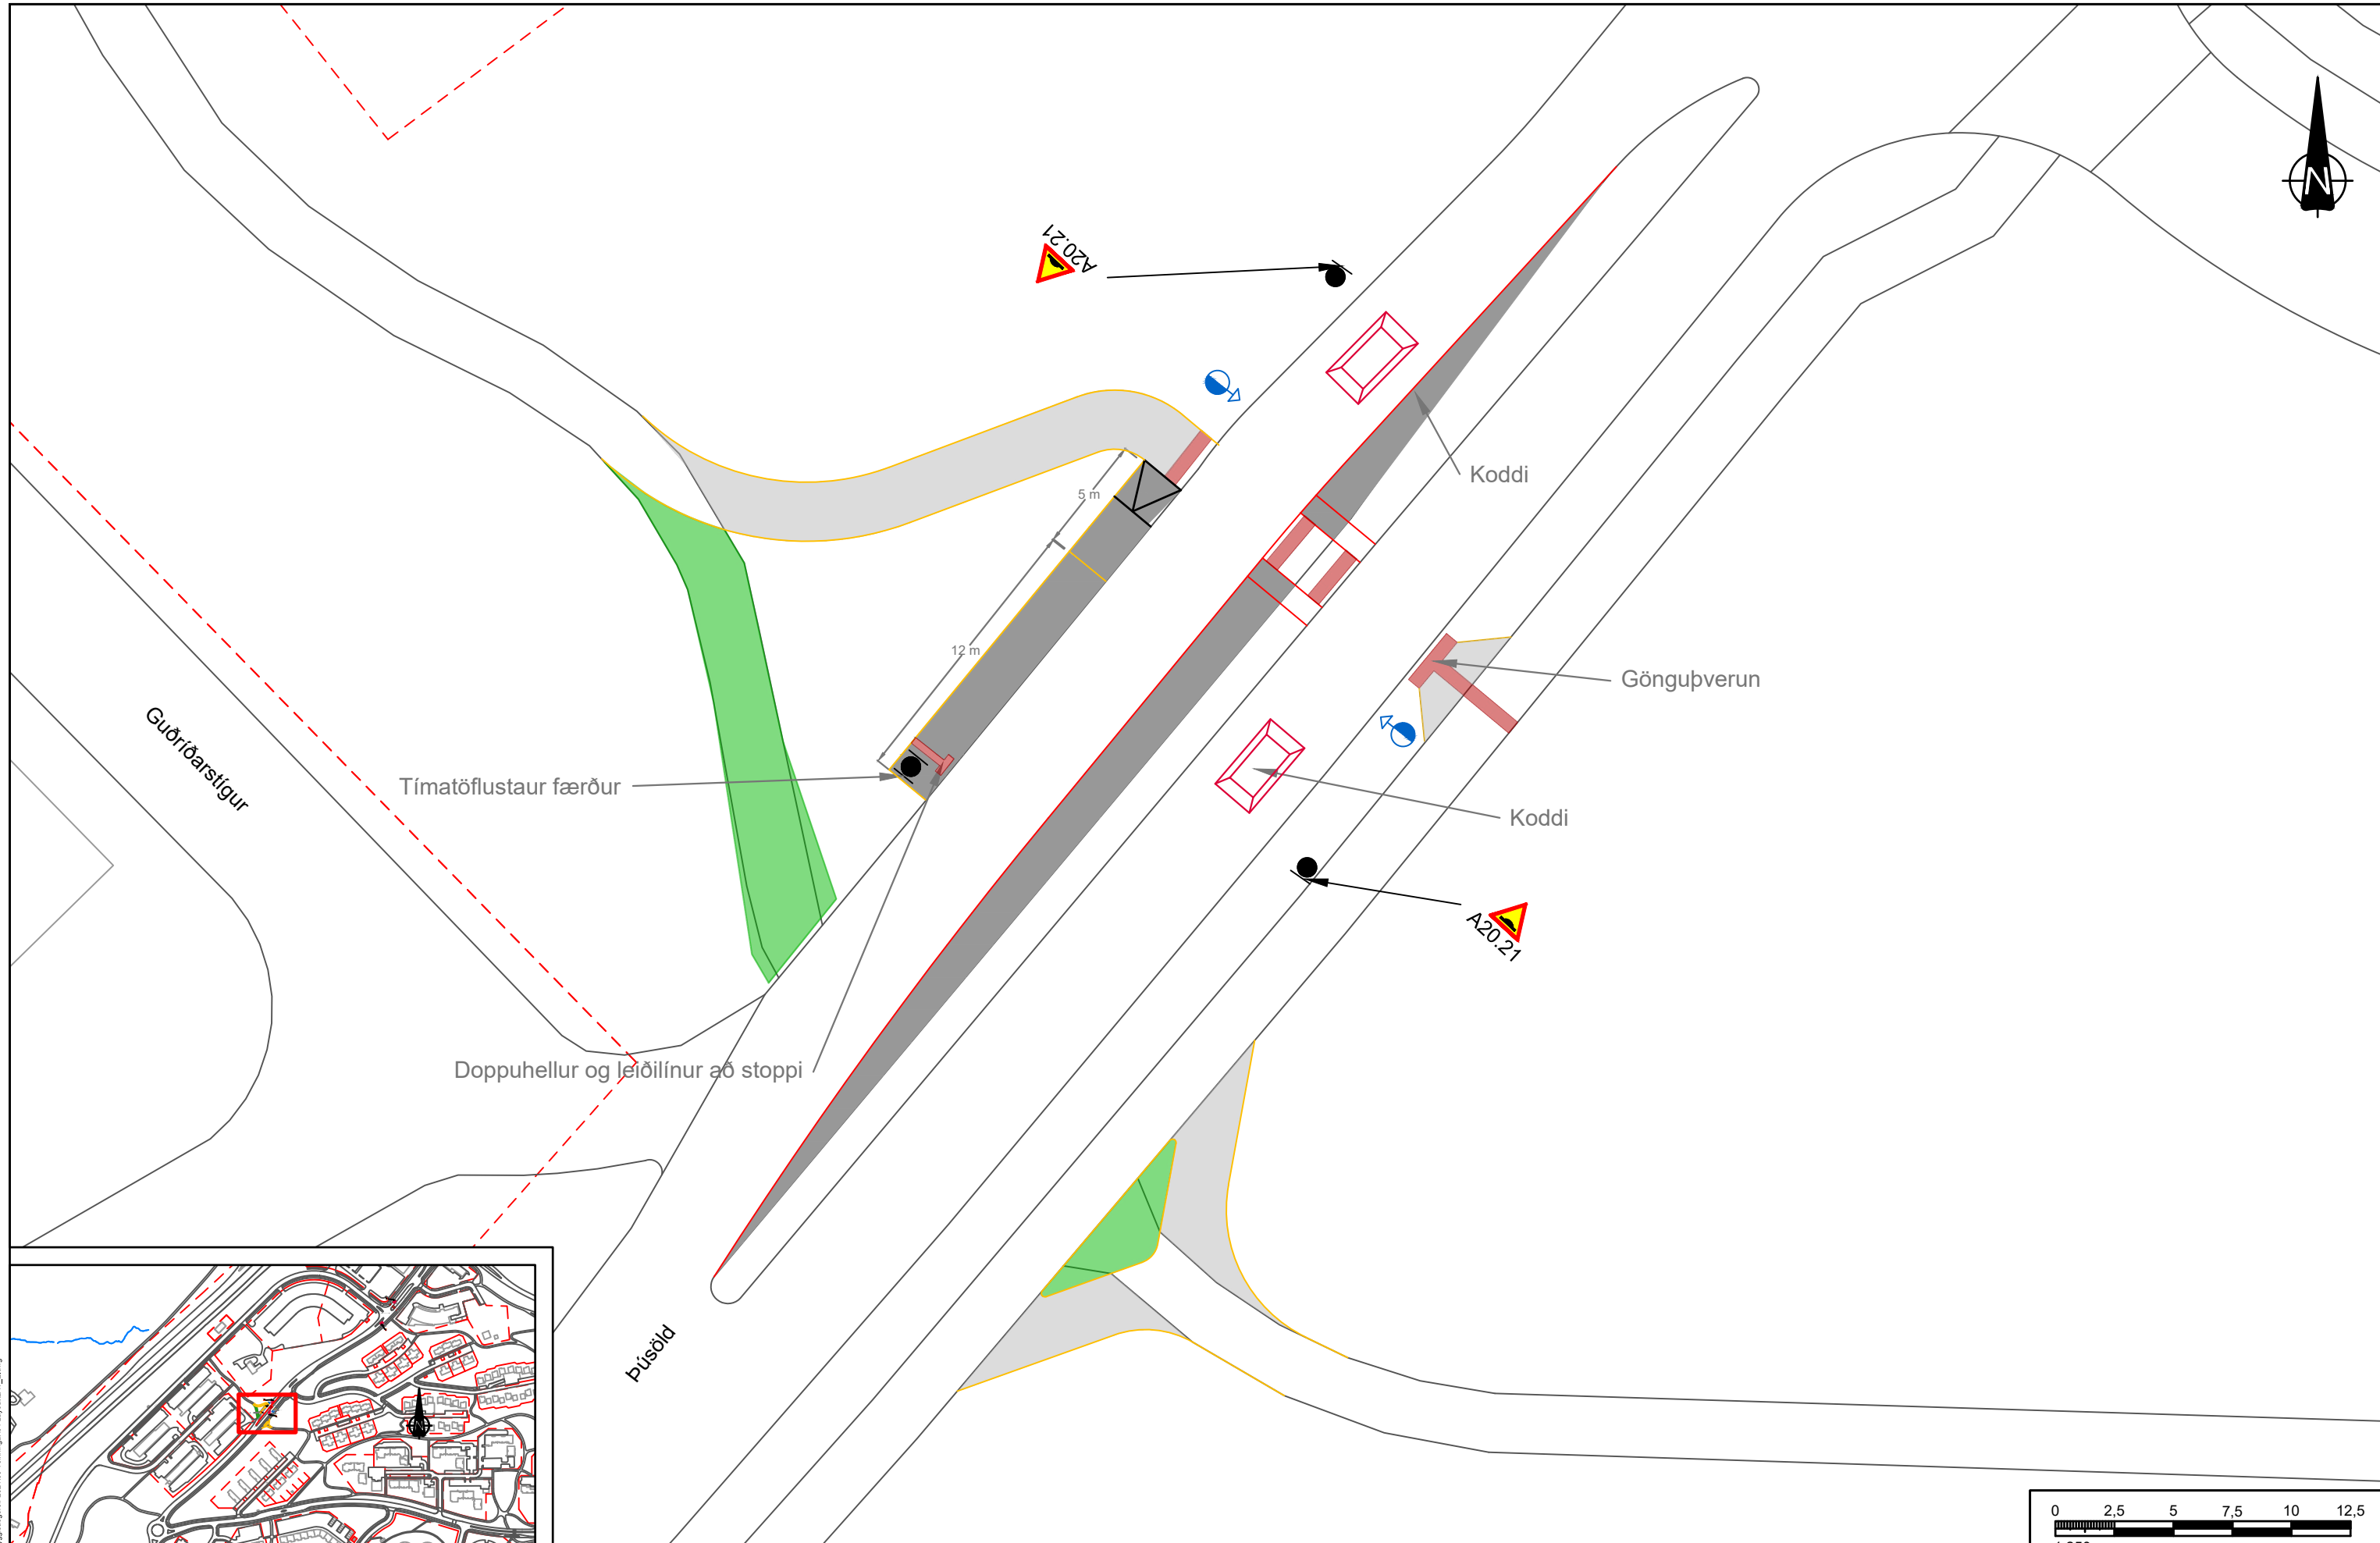 N
A20.21
Koddi
5 m
12 m
Gönguþverun
Guðríðarstígur
Tímatöflustaur færður
Koddi
A20.21
Doppuhellur og leiðilínur að stoppi
Þúsöld
0 2,5 5 7,5 10 12,5